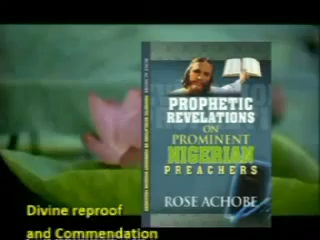 PROPHETIC
REVELATIONS
ON
PROMINENT
NIGERIAN
PREACHERS
ROSE ACHOBE
Divine reproof
and Commendation